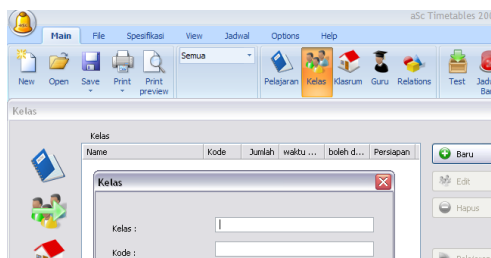 aSc Timetables 20
Main File Spesifikasi View Jadwal Options Help
Semua
New Open Save Print Print preview Pelajaran Kelas Klasrum Guru Relations Test
Kelas
Kelas
Name Kode Jumlah waktu ... boleh d... Persiapan
Baru
Kelas
Edit
Hapus
Kelas :
Kode :